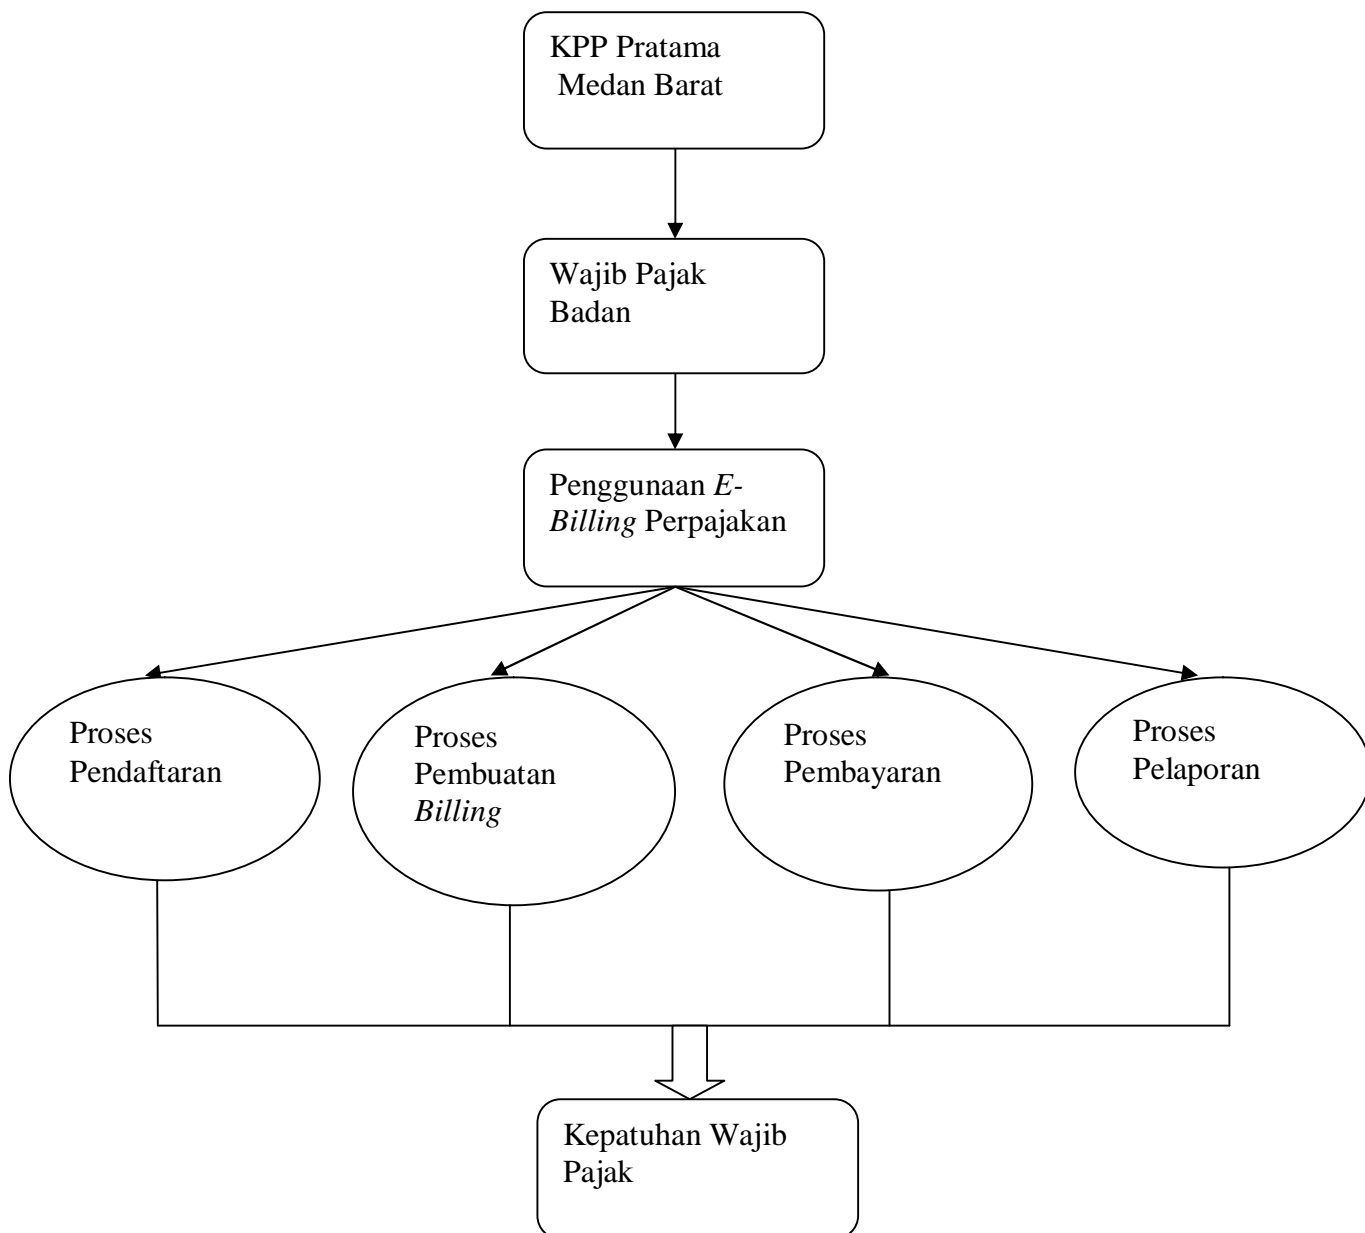 KPP Pratama
Medan Barat
Wajib Pajak
Badan
Penggunaan E-
Billing Perpajakan
Proses
Pendaftaran
Proses
Pembuatan
Billing
Proses
Pembayaran
Proses
Pelaporan
Kepatuhan Wajib
Pajak